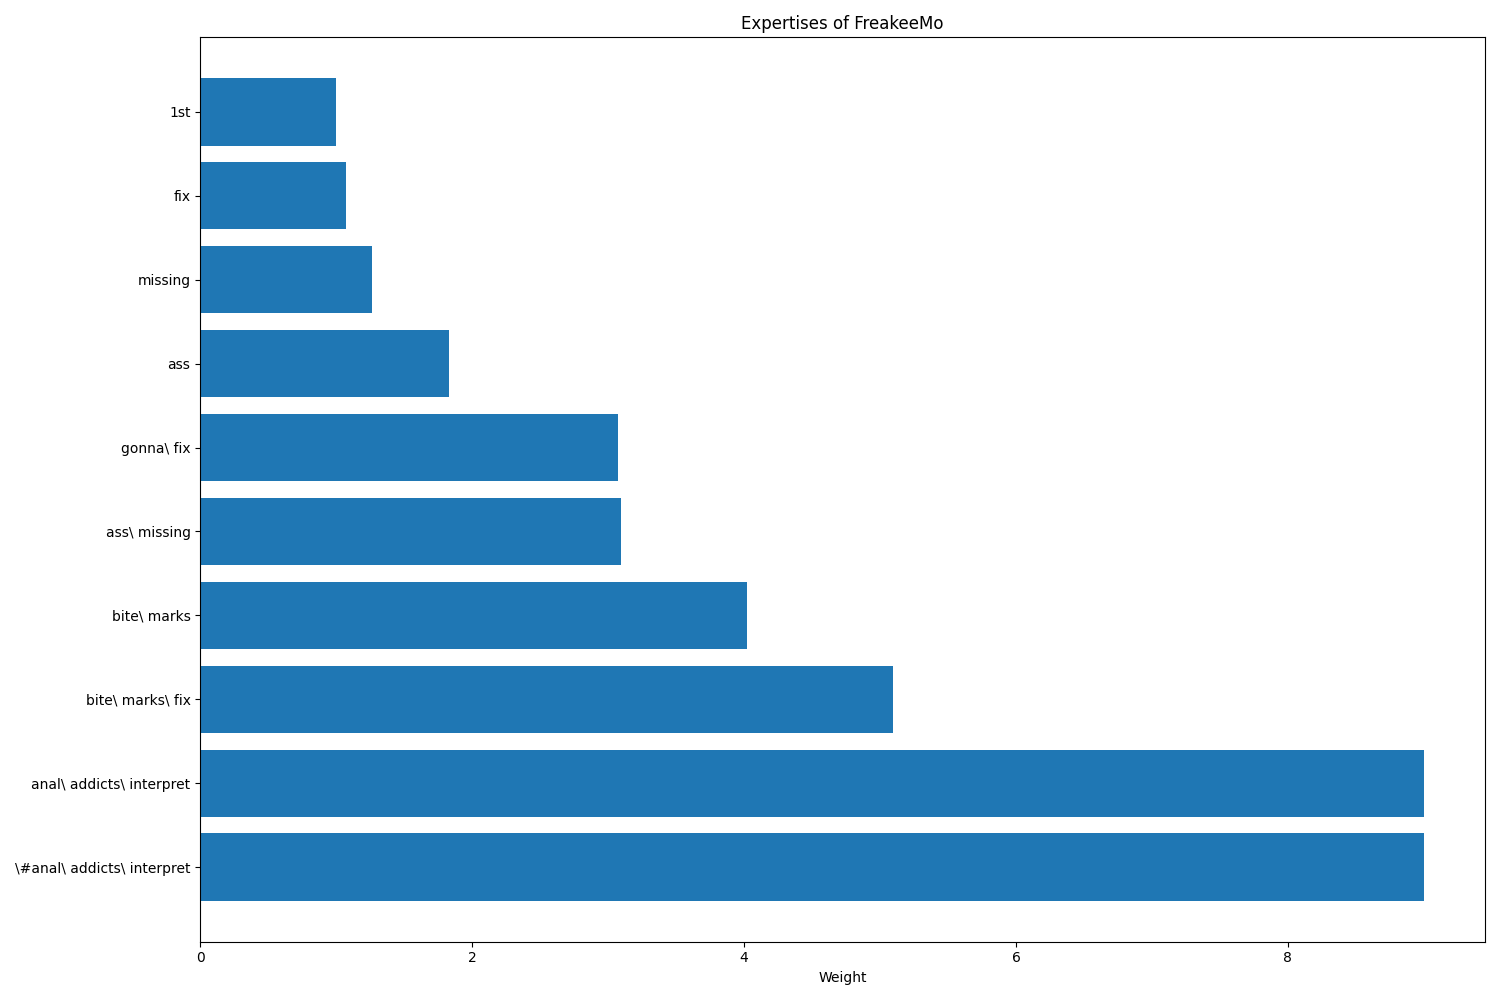 Expertises of FreakeeMo
1st
fix
missing
ass
gonna\ fix
ass\ missing
bite\ marks
bite\ marks\ fix
anal\ addicts\ interpret
\#anal\ addicts\ interpret
0 2 4 6 8
Weight